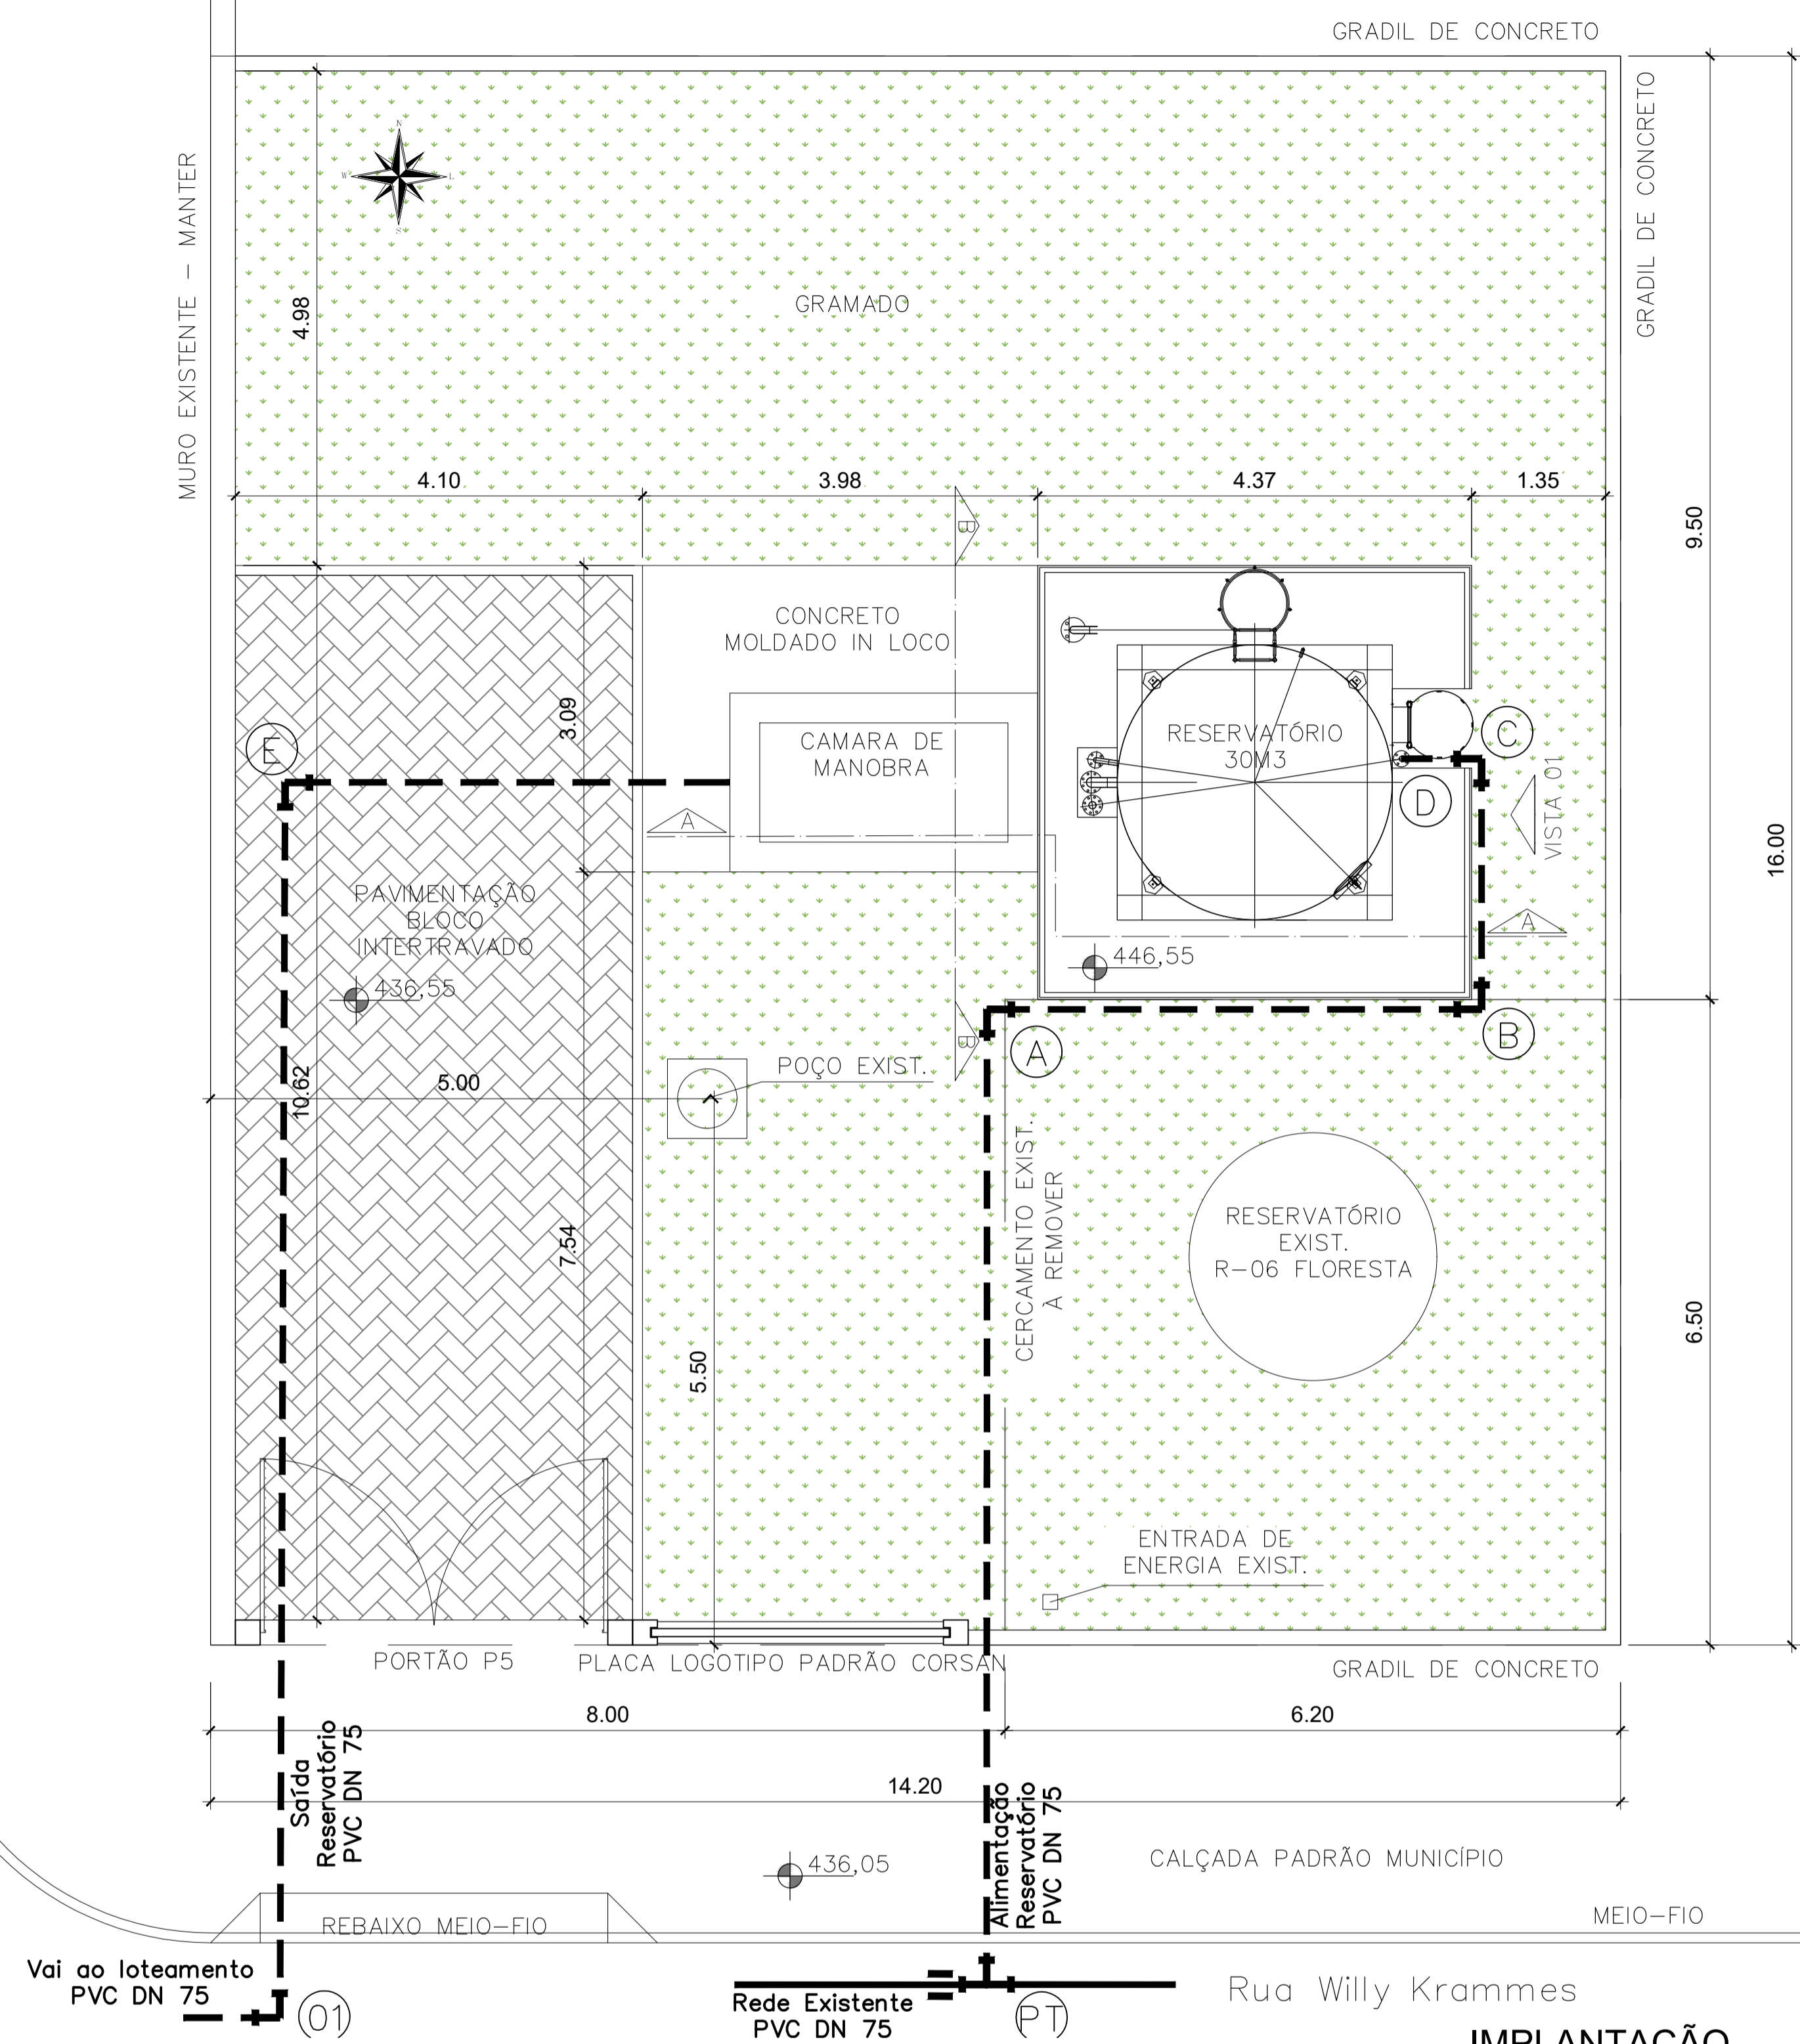 GRADIL DE CONCRETO
GRADIL DE CONCRETO
MURO EXISTENTE – MANTER
N
W
L
S
4.98
GRAMADO
4.10
3.98
4.37
1.35
9.50
B
CONCRETO
MOLDADO IN LOCO
3.09
CAMARA DE
MANOBRA
RESERVATÓRIO
30M3
C
D
E
VISTA 01
A
A
16.00
PAVIMENTAÇÃO
BLOCO
INTERTRAVADO
436,55
446,55
A
B
B
POÇO EXIST.
5.00
10.62
CERCAMENTO EXIST.
À REMOVER
RESERVATÓRIO
EXIST.
R–06 FLORESTA
7.54
5.50
6.50
ENTRADA DE
ENERGIA EXIST.
PORTÃO P5
PLACA LOGOTIPO PADRÃO CORSAN
GRADIL DE CONCRETO
8.00
6.20
14.20
Saída
Reservatório
PVC DN 75
Alimentação
Reservatório
PVC DN 75
436,05
CALÇADA PADRÃO MUNICÍPIO
REBAIXO MEIO–FIO
MEIO–FIO
Vai ao loteamento
PVC DN 75
01
Rede Existente
PVC DN 75
PT
Rua Willy Krammes
IMPLANTAÇÃO